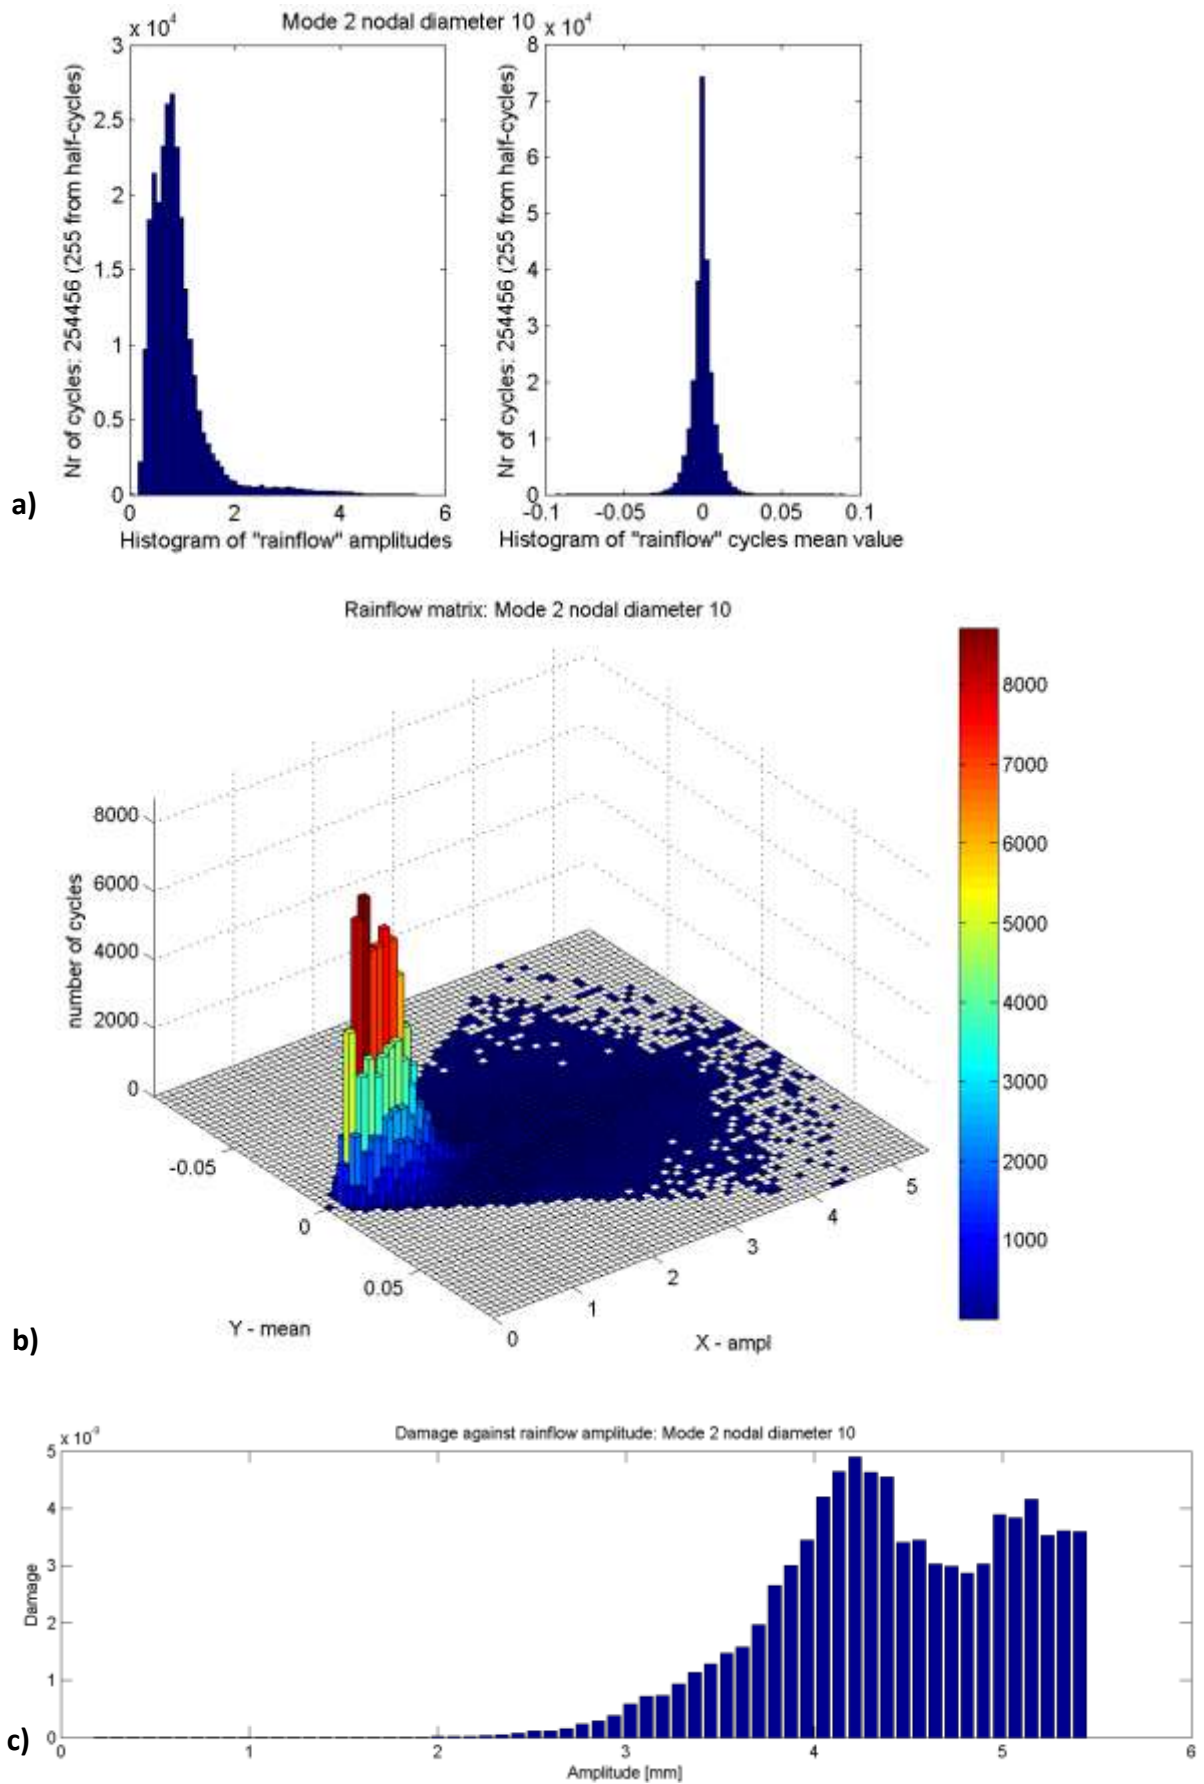 Mode 2 nodal diameter 10
x 10^4
3
2.5
2
1.5
1
0.5
0
Nr of cycles: 254456 (255 from half-cycles)
0 2 4 6
Histogram of "rainflow" amplitudes
x 10^4
8
7
6
5
4
3
2
1
0
Nr of cycles: 254456 (255 from half-cycles)
-0.1 -0.05 0 0.05 0.1
Histogram of "rainflow" cycles mean value
a)
Rainflow matrix: Mode 2 nodal diameter 10
8000
6000
4000
2000
0
number of cycles
-0.05
0
0.05
Y - mean
0
1
2
3
4
5
X - ampl
8000
7000
6000
5000
4000
3000
2000
1000
b)
Damage against rainflow amplitude: Mode 2 nodal diameter 10
5
4
3
2
1
0
Damage
0 1 2 3 4 5 6
Amplitude [mm]
c)